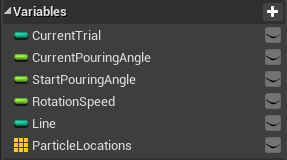 Variables
CurrentTrial
CurrentPouringAngle
StartPouringAngle
RotationSpeed
Line
ParticleLocations